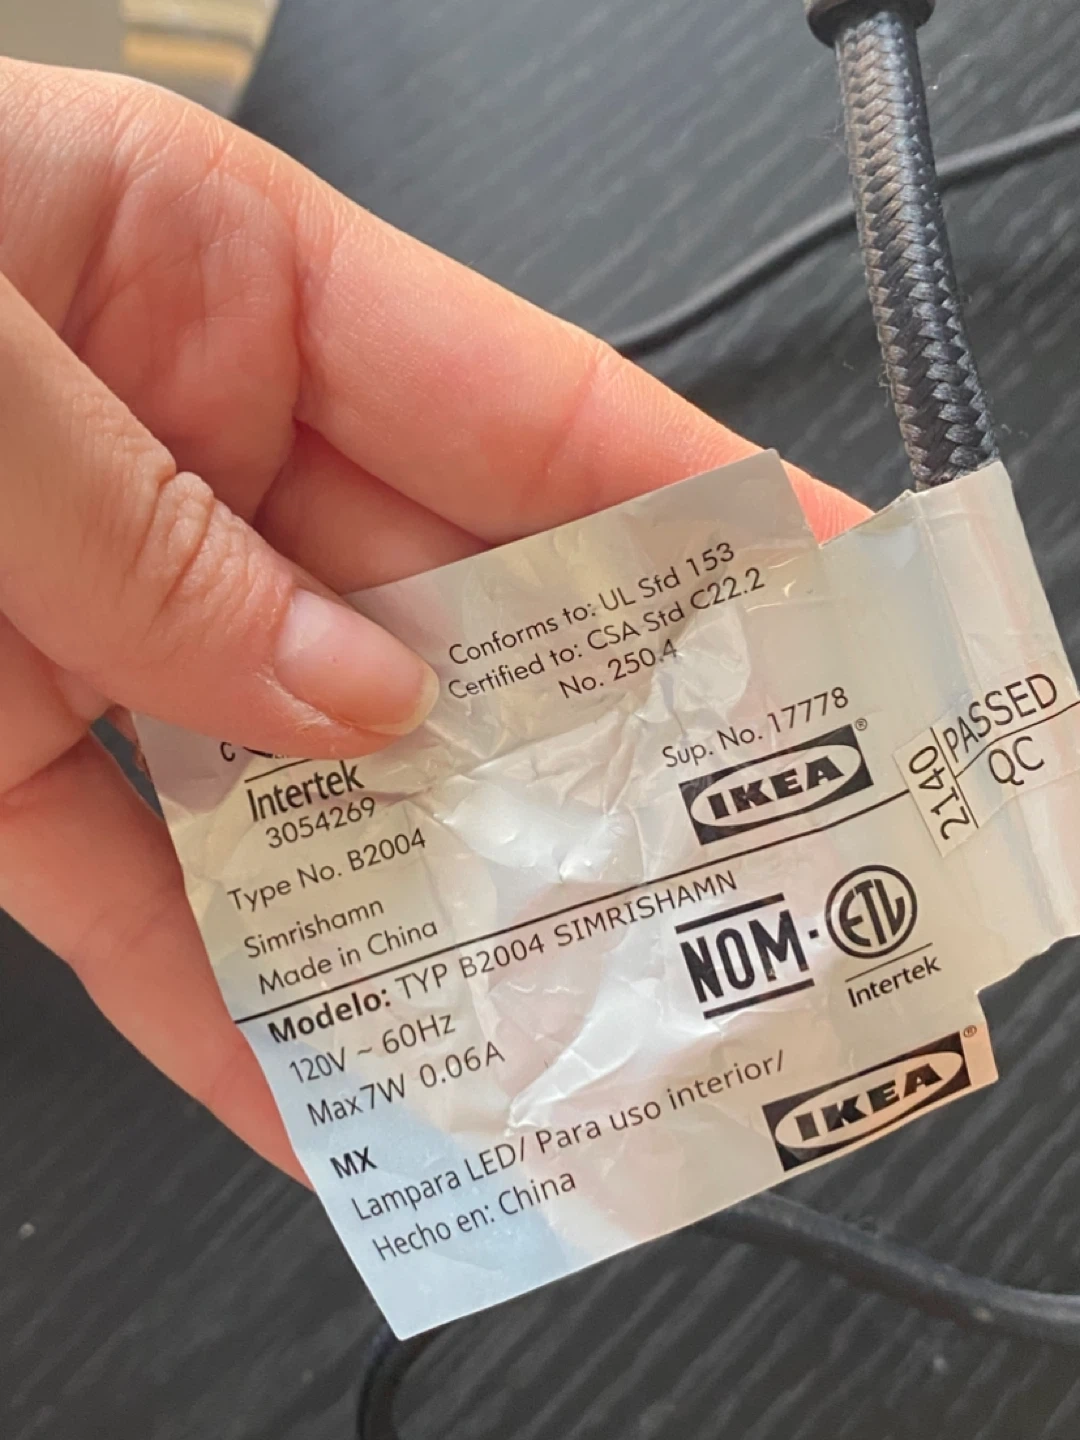 Conforms to: UL Std 153
Certified to: CSA Std C22.2
No. 250.4
C
Intertek
3054269
Type No. B2004
Simrishamn
Made in China
Sup. No. 17778
IKEA®
2140
PASSED
QC
Modelo: TYP B2004 SIMRISHAMN
120V ~ 60Hz
Max7W 0.06A
NOM·ETL
Intertek
MX
Lampara LED/ Para uso interior/
Hecho en: China
IKEA®